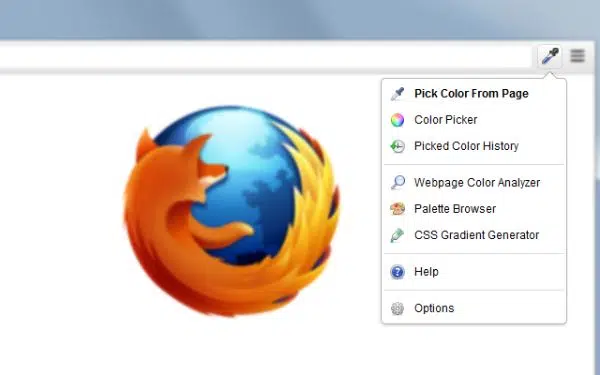 Pick Color From Page
Color Picker
Picked Color History
Webpage Color Analyzer
Palette Browser
CSS Gradient Generator
Help
Options